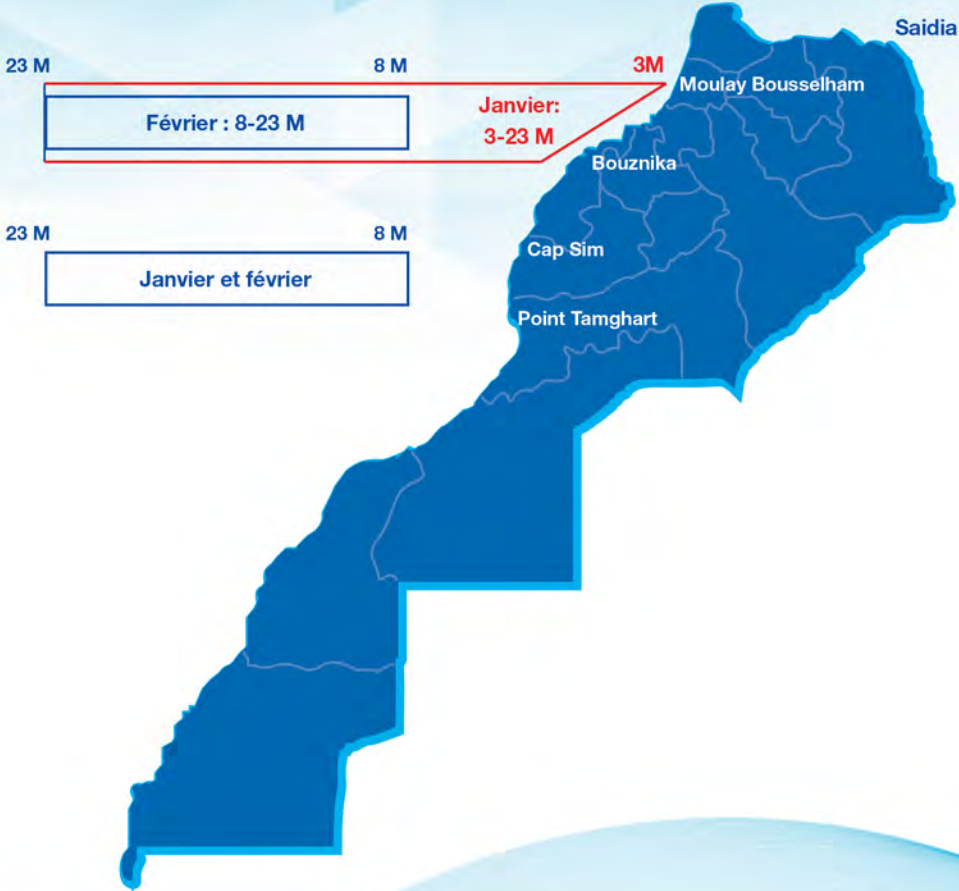 Saidia
23 M
8 M
3M
Moulay Bousselham
Janvier:
3-23 M
Février : 8-23 M
Bouznika
23 M
8 M
Cap Sim
Janvier et février
Point Tamghart